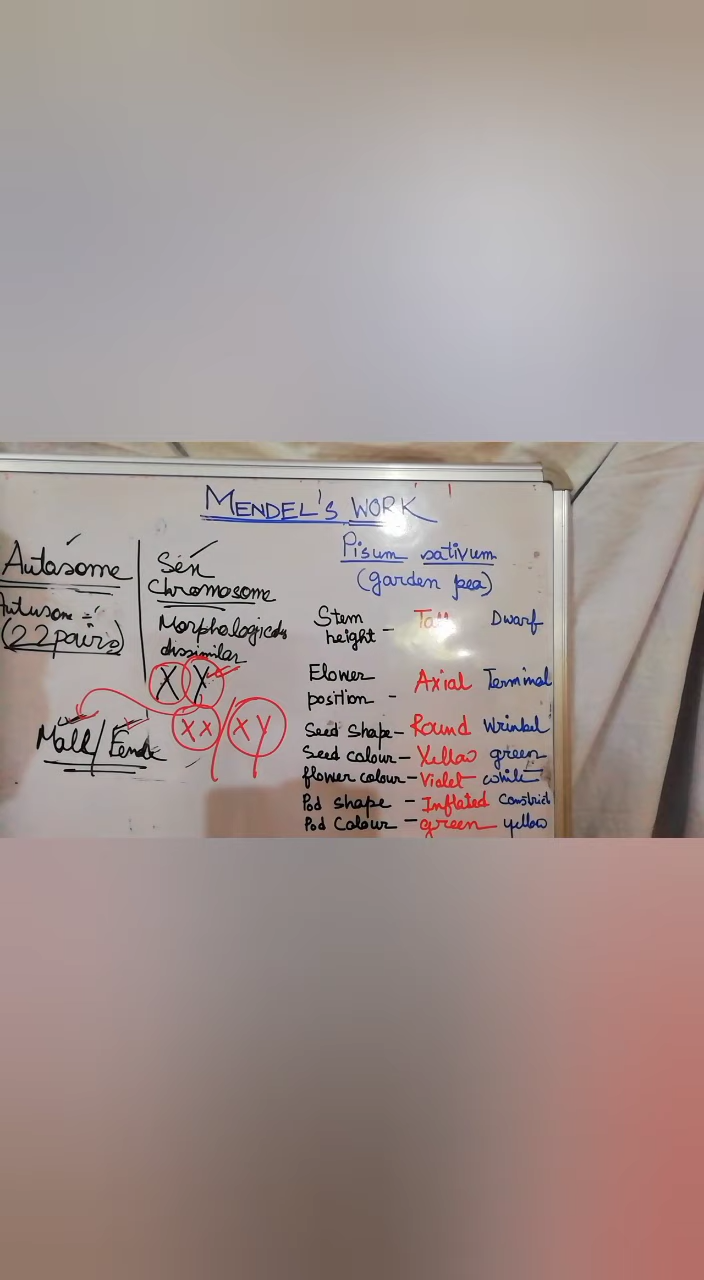 MENDEL'S WORK
Autosome
Autosome =
(22 pairs)
Sex
Chromosome
Morphologically
dissimilar
X Y
XX / XY
Male / Female
Pisum sativum
(garden pea)
Stem height - Tall Dwarf
Flower position - Axial Terminal
Seed Shape - Round Wrinkel
Seed colour - Yellow green
flower colour - Violet white
Pod shape - Inflated Constrict
Pod Colour - green yellow